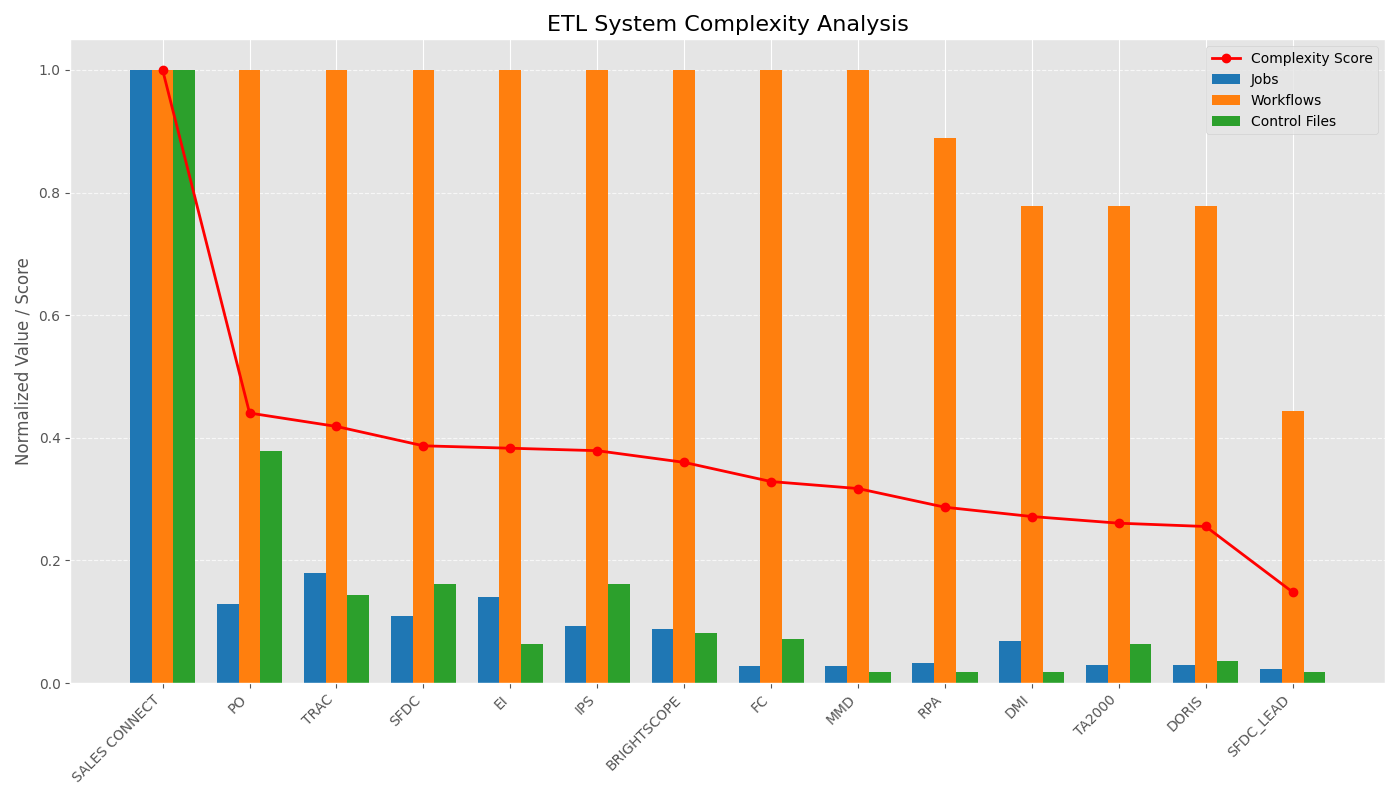 ETL System Complexity Analysis
Complexity Score
Jobs
Workflows
Control Files
Normalized Value / Score
1.0
0.8
0.6
0.4
0.2
0.0
SALES CONNECT
PO
TRAC
SFDC
EI
IPS
BRIGHTSCOPE
FC
MMD
RPA
DMI
TA2000
DORIS
SFDC_LEAD